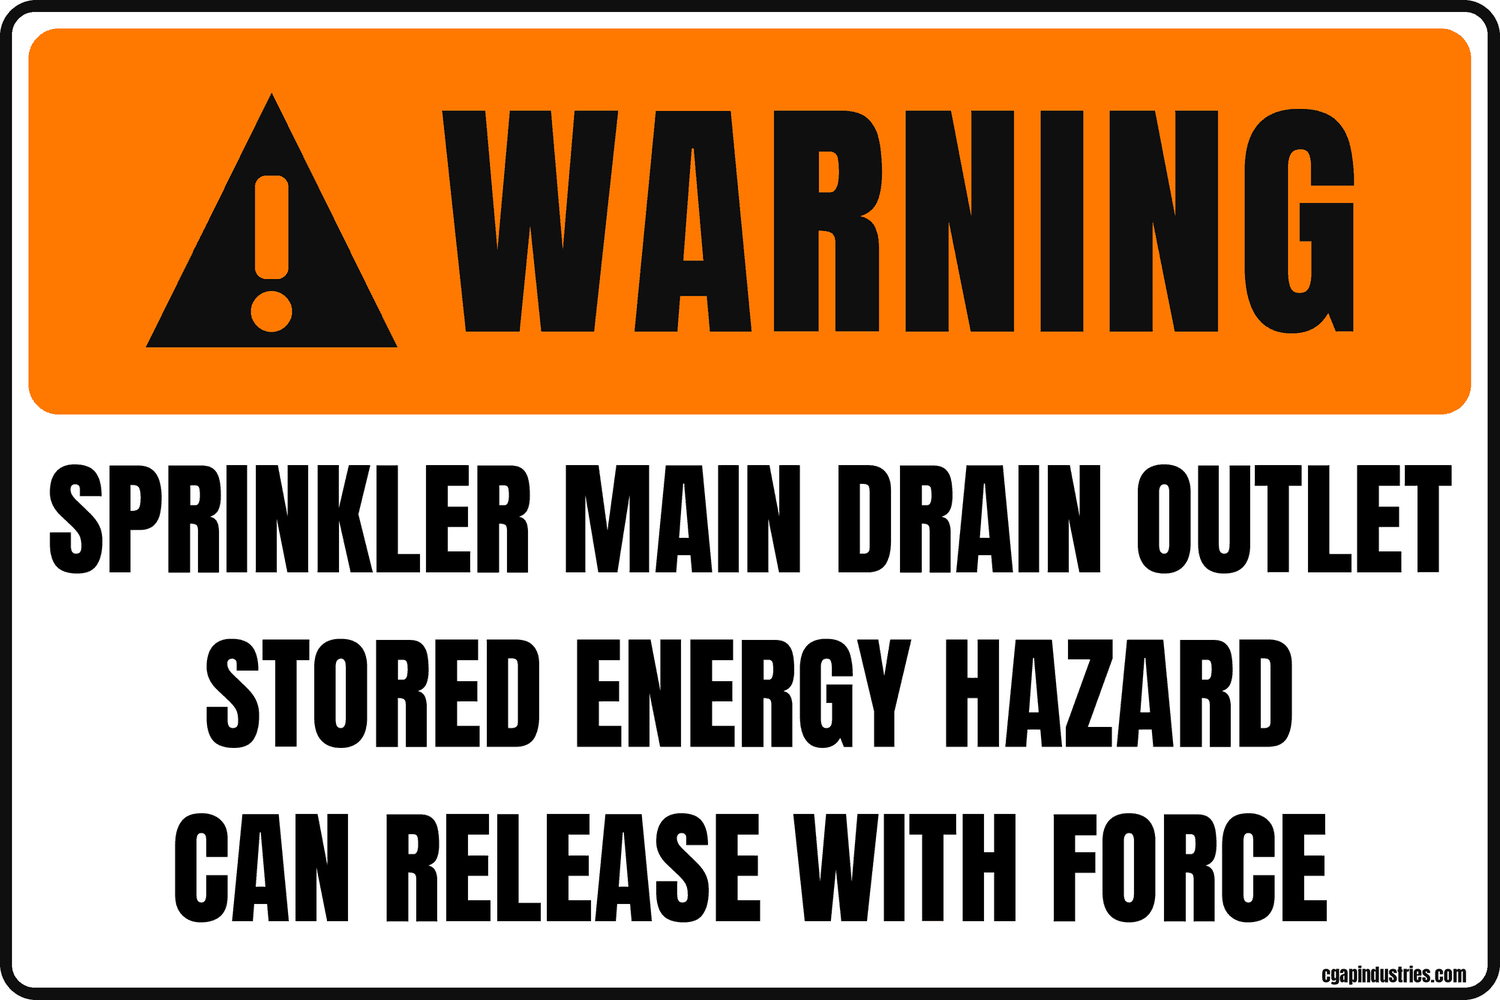 WARNING
SPRINKLER MAIN DRAIN OUTLET
STORED ENERGY HAZARD
CAN RELEASE WITH FORCE
cgapindustries.com